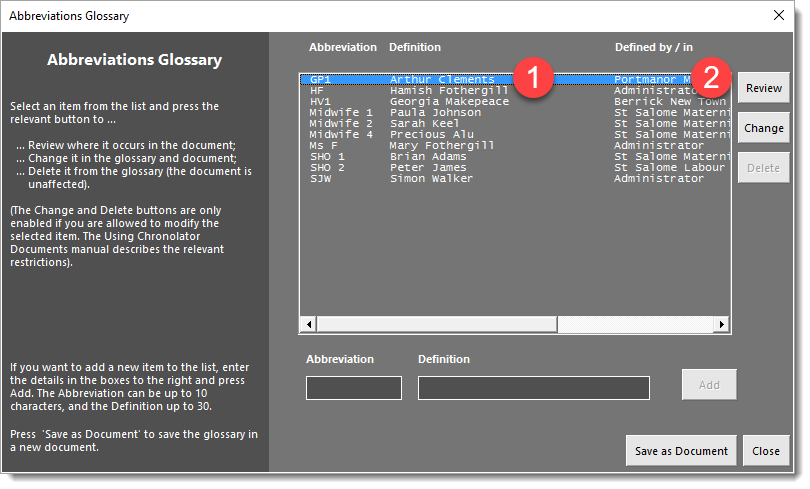 Abbreviations Glossary
Abbreviations Glossary
Select an item from the list and press the
relevant button to ...
... Review where it occurs in the document;
... Change it in the glossary and document;
... Delete it from the glossary (the document is
unaffected).
(The Change and Delete buttons are only
enabled if you are allowed to modify the
selected item. The Using Chronolator
Documents manual describes the relevant
restrictions).
If you want to add a new item to the list, enter
the details in the boxes to the right and press
Add. The Abbreviation can be up to 10
characters, and the Definition up to 30.
Press 'Save as Document' to save the glossary in
a new document.
Abbreviation Definition Defined by / in
GP1 Arthur Clements Portmanor M
HF Hamish Fothergill Administrator
HV1 Georgia Makepeace Berrick New Town
Midwife 1 Paula Johnson St Salome Materni
Midwife 2 Sarah Keel St Salome Materni
Midwife 4 Precious Alu St Salome Materni
Ms F Mary Fothergill Administrator
SHO 1 Brian Adams St Salome Materni
SHO 2 Peter James St Salome Labour
SJW Simon Walker Administrator
1
2
Review
Change
Delete
Abbreviation Definition
Add
Save as Document Close